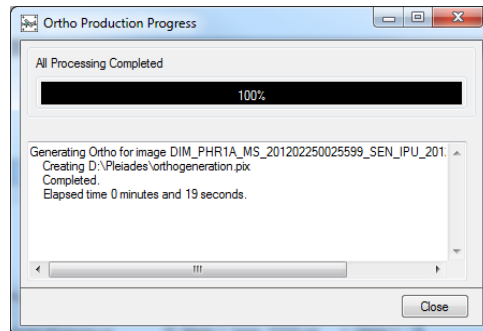 Ortho Production Progress
All Processing Completed
100%
Generating Ortho for image DIM_PHR1A_MS_201202250025599_SEN_IPU_201
Creating D:\Pleiades\orthogeneration.pix
Completed.
Elapsed time 0 minutes and 19 seconds.
Close